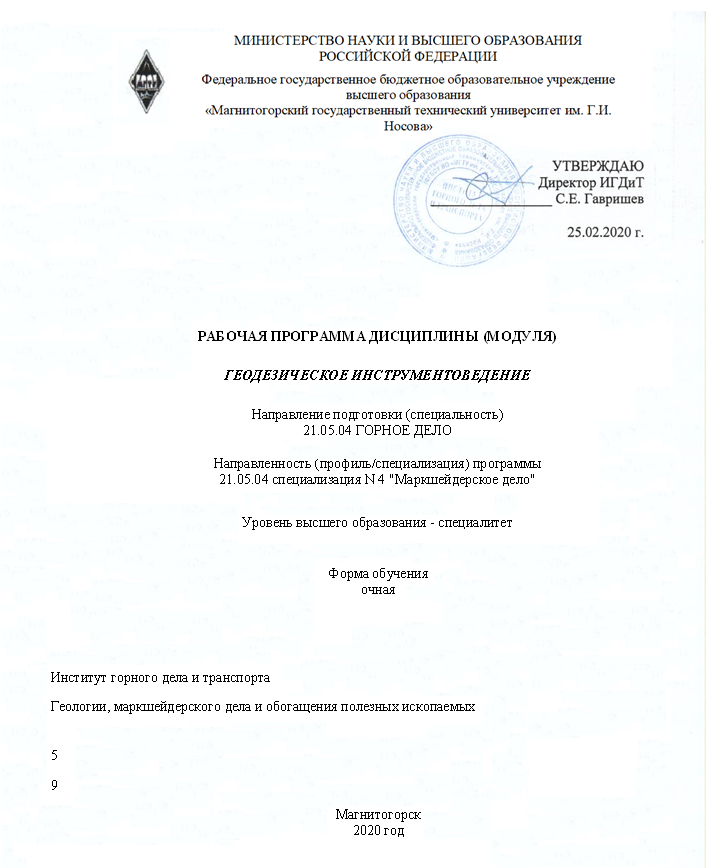 МИНИСТЕРСТВО НАУКИ И ВЫСШЕГО ОБРАЗОВАНИЯ
РОССИЙСКОЙ ФЕДЕРАЦИИ
Федеральное государственное бюджетное образовательное учреждение
высшего образования
«Магнитогорский государственный технический университет им. Г.И.
Носова»
УТВЕРЖДАЮ
Директор ИГДиТ
С.Е. Гавришев
25.02.2020 г.
РАБОЧАЯ ПРОГРАММА ДИСЦИПЛИНЫ (МОДУЛЯ)
ГЕОДЕЗИЧЕСКОЕ ИНСТРУМЕНТОВЕДЕНИЕ
Направление подготовки (специальность)
21.05.04 ГОРНОЕ ДЕЛО
Направленность (профиль/специализация) программы
21.05.04 специализация N 4 "Маркшейдерское дело"
Уровень высшего образования - специалитет
Форма обучения
очная
Институт горного дела и транспорта
Геологии, маркшейдерского дела и обогащения полезных ископаемых
5
9
Магнитогорск
2020 год